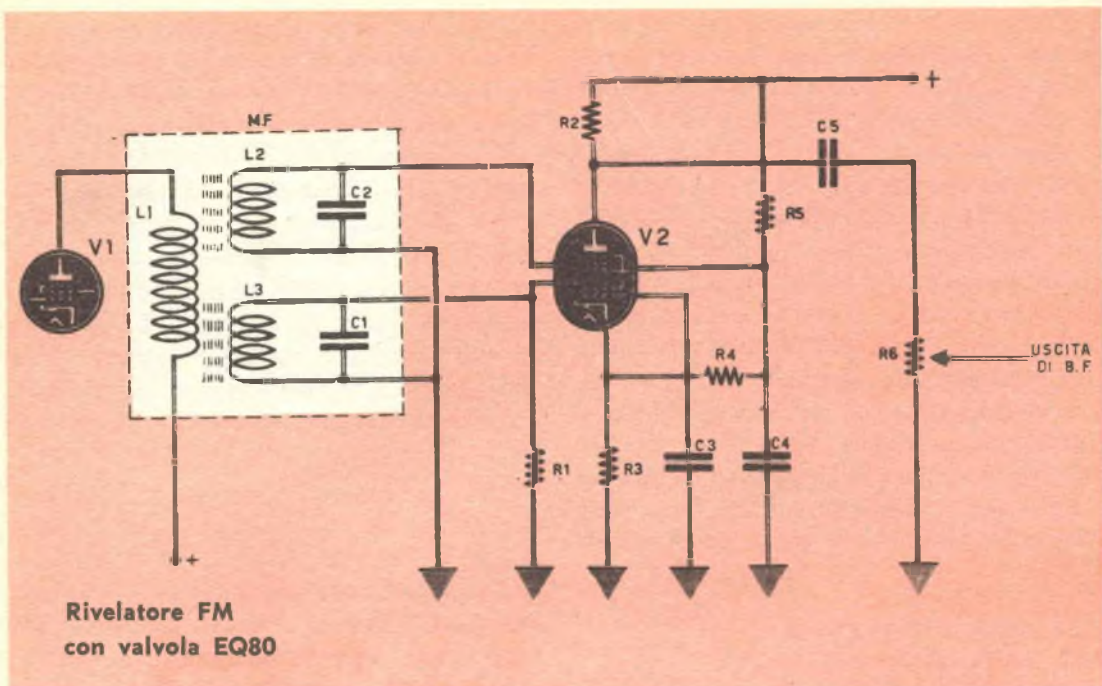 M.F
L1
L2
C2
V1
L3
C1
R2
V2
+
C5
R5
R4
R6
USCITA
DI B.F.
R1
R3
C3
C4
+
Rivelatore FM
con valvola EQ80